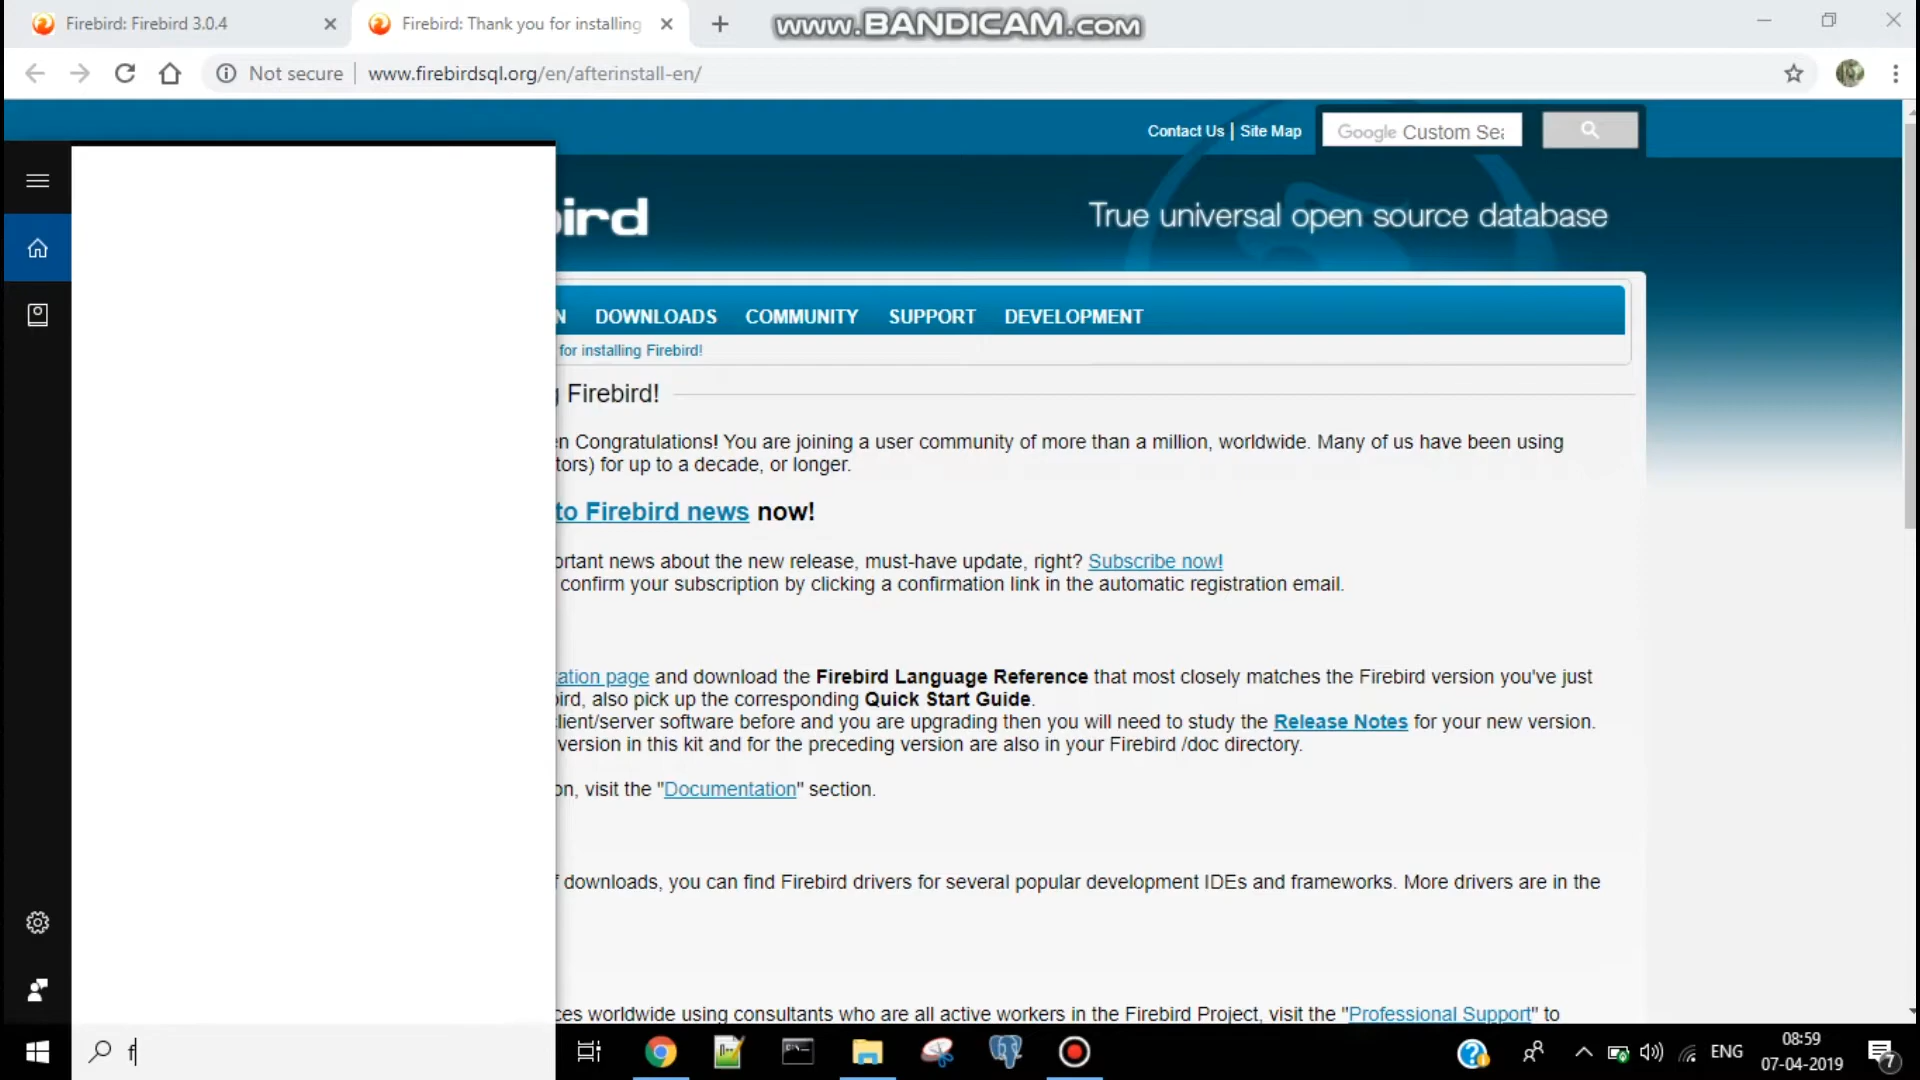 Firebird: Firebird 3.0.4
Firebird: Thank you for installing
www.BANDICAM.com
Not secure
www.firebirdsql.org/en/afterinstall-en/
Contact Us | Site Map
Google Custom Sea
ird
True universal open source database
N DOWNLOADS COMMUNITY SUPPORT DEVELOPMENT
for installing Firebird!
g Firebird!
n Congratulations! You are joining a user community of more than a million, worldwide. Many of us have been using
tors) for up to a decade, or longer.
to Firebird news now!
ortant news about the new release, must-have update, right? Subscribe now!
confirm your subscription by clicking a confirmation link in the automatic registration email.
ation page and download the Firebird Language Reference that most closely matches the Firebird version you've just
ird, also pick up the corresponding Quick Start Guide.
lient/server software before and you are upgrading then you will need to study the Release Notes for your new version.
version in this kit and for the preceding version are also in your Firebird /doc directory.
on, visit the "Documentation" section.
f downloads, you can find Firebird drivers for several popular development IDEs and frameworks. More drivers are in the
ces worldwide using consultants who are all active workers in the Firebird Project, visit the "Professional Support" to
f
ENG
08:59
07-04-2019
7